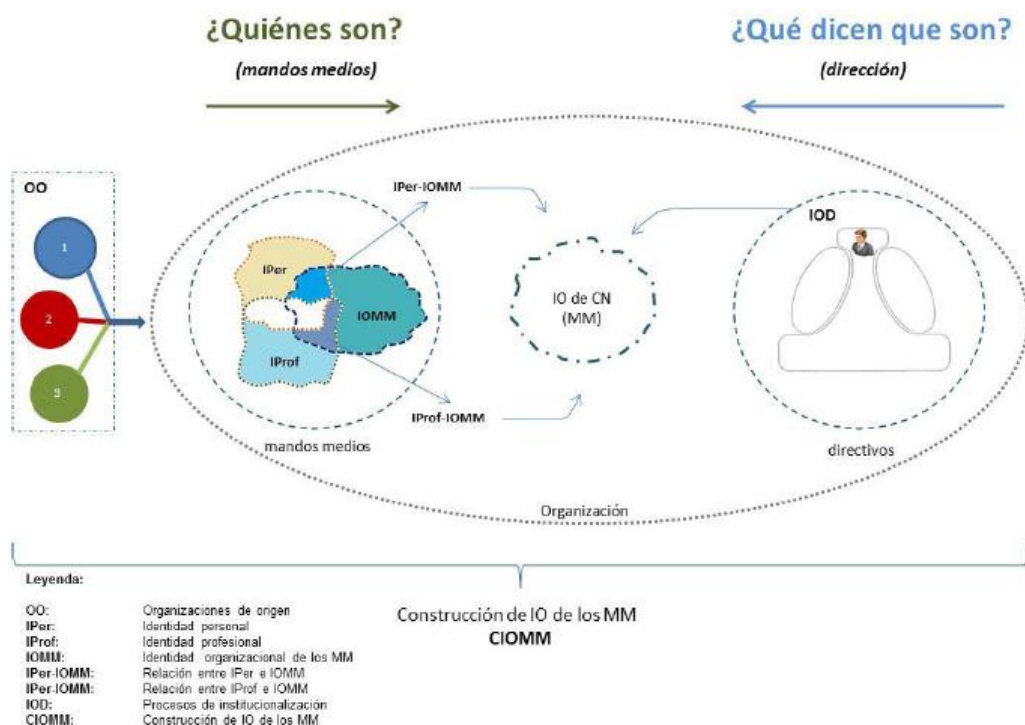 ¿Quiénes son?
(mandos medios)
¿Qué dicen que son?
(dirección)
OO
1
2
3
IPer-IOMM
IPer
IOMM
IProf
IProf-IOMM
mandos medios
IO de CN
(MM)
IOD
directivos
Organización
Construcción de IO de los MM
CIOMM
Leyenda:
OO: Organizaciones de origen
IPer: Identidad personal
IProf: Identidad profesional
IOMM: Identidad organizacional de los MM
IPer-IOMM: Relación entre IPer e IOMM
IPer-IOMM: Relación entre IProf e IOMM
IOD: Procesos de institucionalización
CIOMM: Construcción de IO de los MM